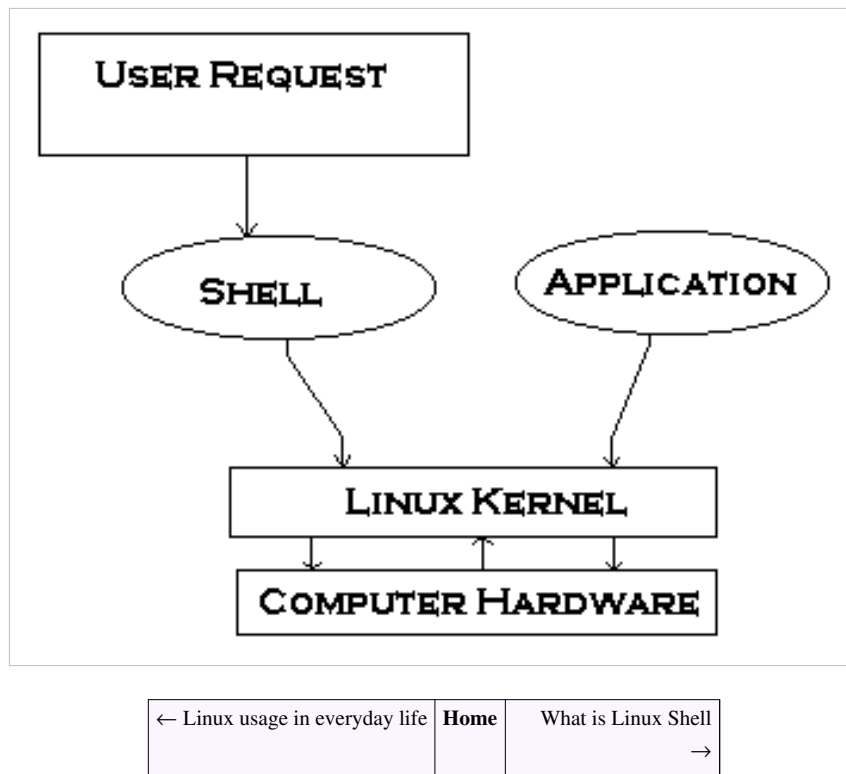 USER REQUEST
SHELL
APPLICATION
LINUX KERNEL
COMPUTER HARDWARE
← Linux usage in everyday life Home What is Linux Shell
→